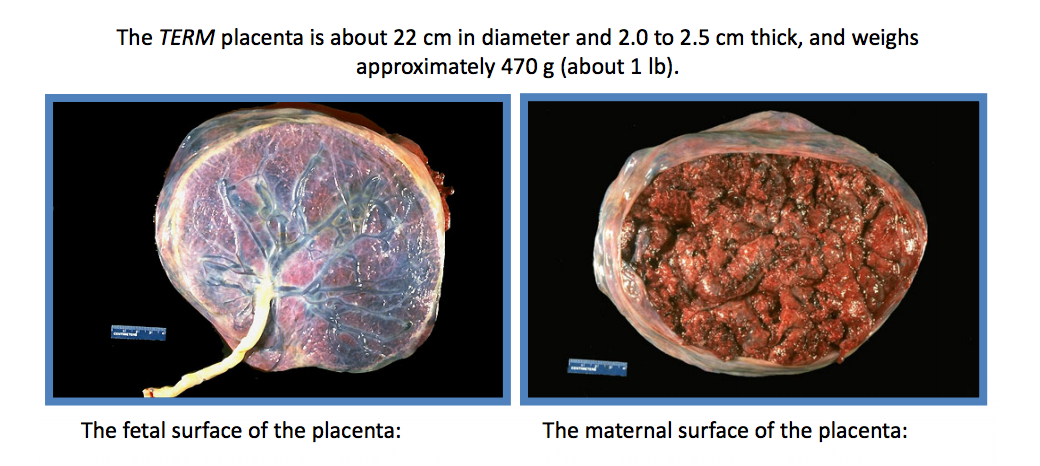 The TERM placenta is about 22 cm in diameter and 2.0 to 2.5 cm thick, and weighs
approximately 470 g (about 1 lb).
The fetal surface of the placenta:
The maternal surface of the placenta: